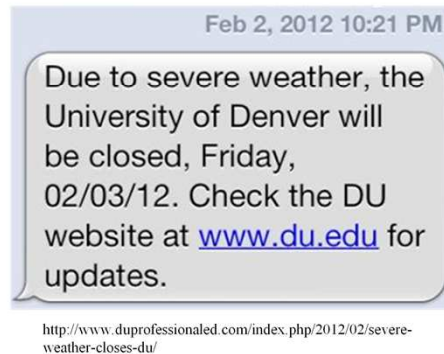 Feb 2, 2012 10:21 PM
Due to severe weather, the
University of Denver will
be closed, Friday,
02/03/12. Check the DU
website at www.du.edu for
updates.
http://www.duprofessionaled.com/index.php/2012/02/severe-
weather-closes-du/